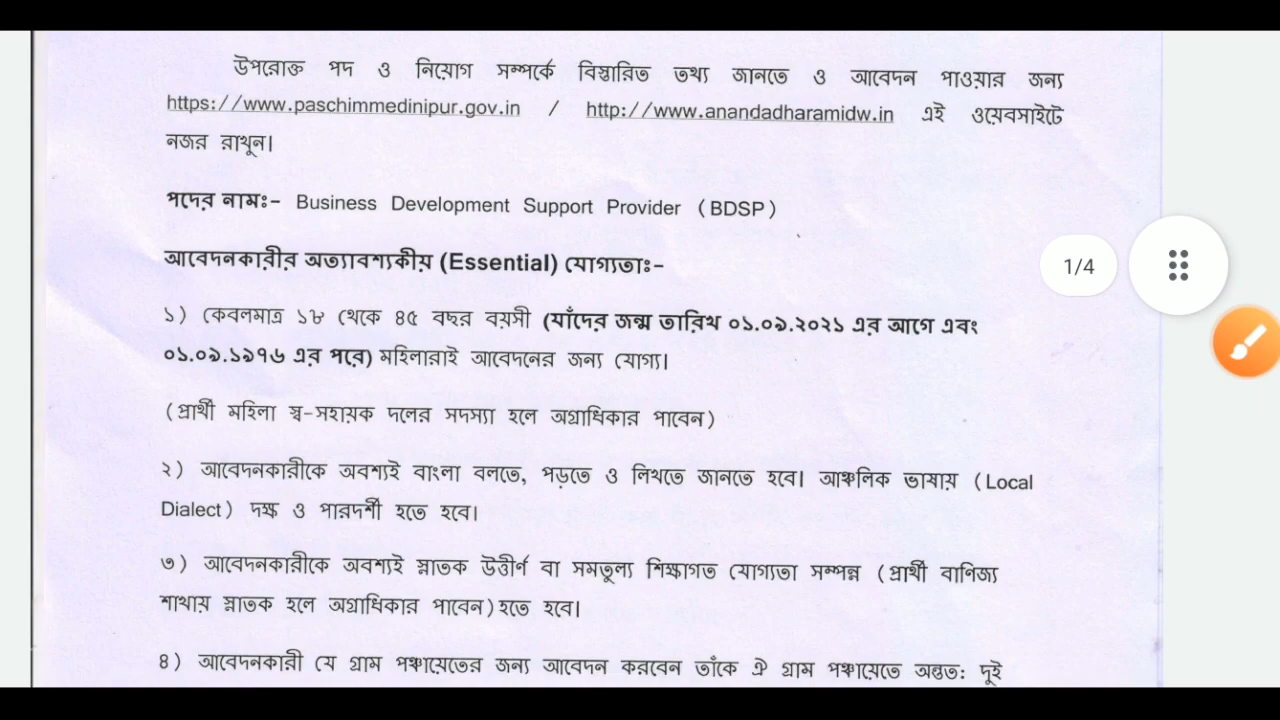 উপরোক্ত পদ ও নিয়োগ সম্পর্কে বিস্তারিত তথ্য জানতে ও আবেদন পাওয়ার জন্য
https://www.paschimmedinipur.gov.in / http://www.anandadharamidw.in এই ওয়েবসাইটে
নজর রাখুন।
পদের নামঃ- Business Development Support Provider (BDSP)
আবেদনকারীর অত্যাবশ্যকীয় (Essential) যোগ্যতাঃ-
১) কেবলমাত্র ১৮ থেকে ৪৫ বছর বয়সী (যাঁদের জন্ম তারিখ ০১.০৯.২০২১ এর আগে এবং
০১.০৯.১৯৭৬ এর পরে) মহিলারাই আবেদনের জন্য যোগ্য।
1/4
(প্রার্থী মহিলা স্ব-সহায়ক দলের সদস্যা হলে অগ্রাধিকার পাবেন)
২) আবেদনকারীকে অবশ্যই বাংলা বলতে, পড়তে ও লিখতে জানতে হবে। আঞ্চলিক ভাষায় (Local
Dialect) দক্ষ ও পারদর্শী হতে হবে।
৩) আবেদনকারীকে অবশ্যই স্নাতক উত্তীর্ণ বা সমতুল্য শিক্ষাগত যোগ্যতা সম্পন্ন (প্রার্থী বাণিজ্য
শাখায় স্নাতক হলে অগ্রাধিকার পাবেন) হতে হবে।
৪) আবেদনকারী যে গ্রাম পঞ্চায়েতের জন্য আবেদন করবেন তাঁকে ঐ গ্রাম পঞ্চায়েতে অন্তত: দুই